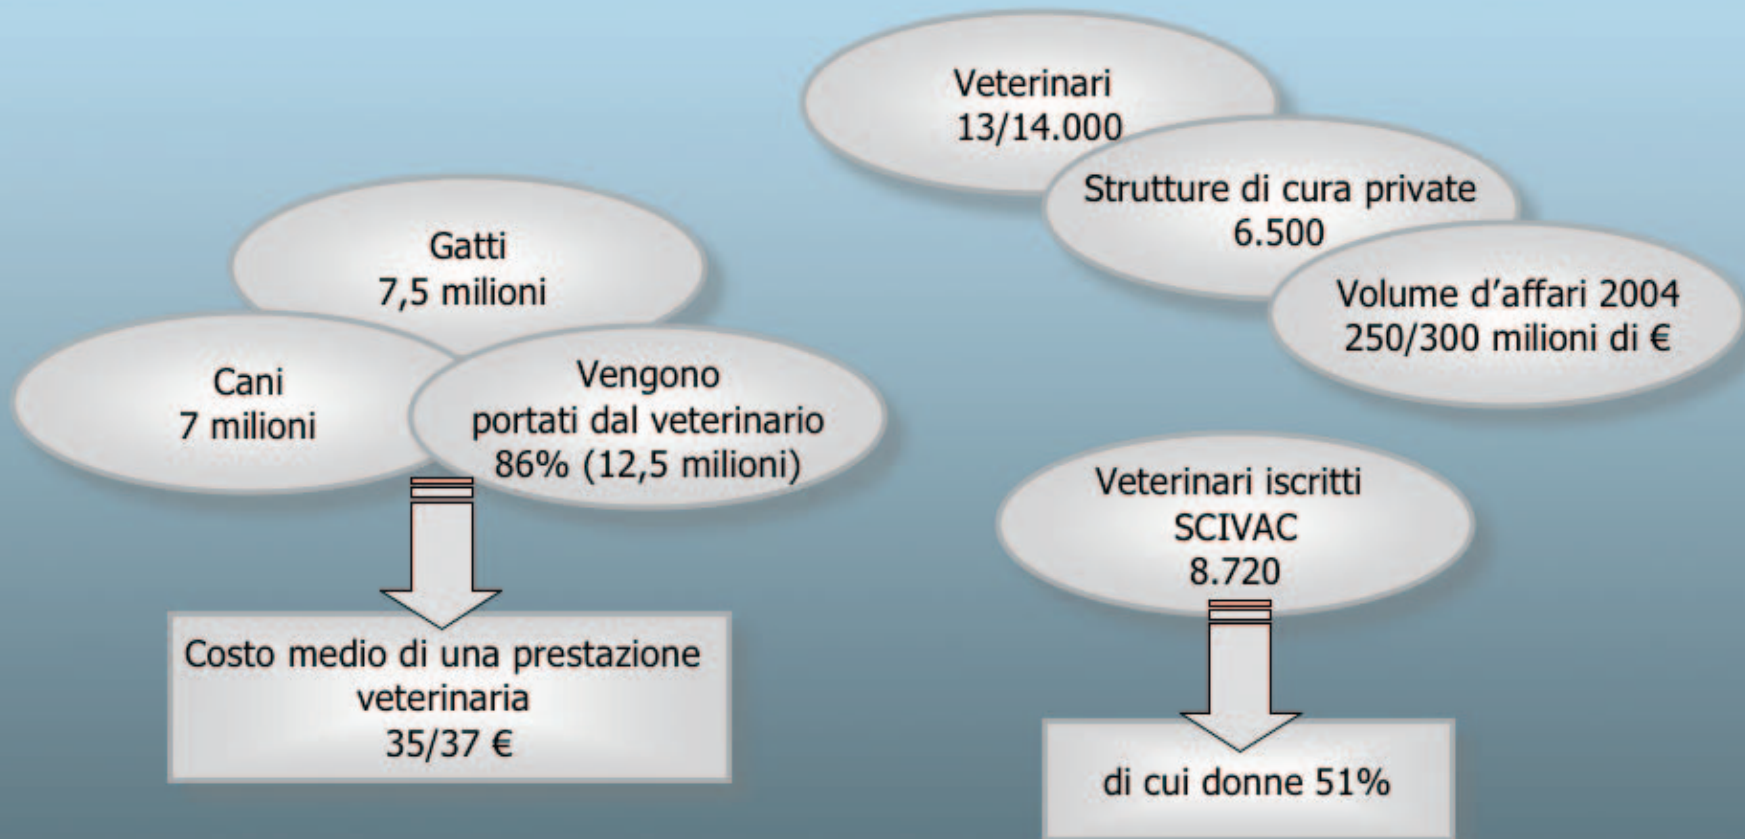 Veterinari
13/14.000
Strutture di cura private
6.500
Volume d'affari 2004
250/300 milioni di €
Gatti
7,5 milioni
Cani
7 milioni
Vengono
portati dal veterinario
86% (12,5 milioni)
Costo medio di una prestazione
veterinaria
35/37 €
Veterinari iscritti
SCIVAC
8.720
di cui donne 51%